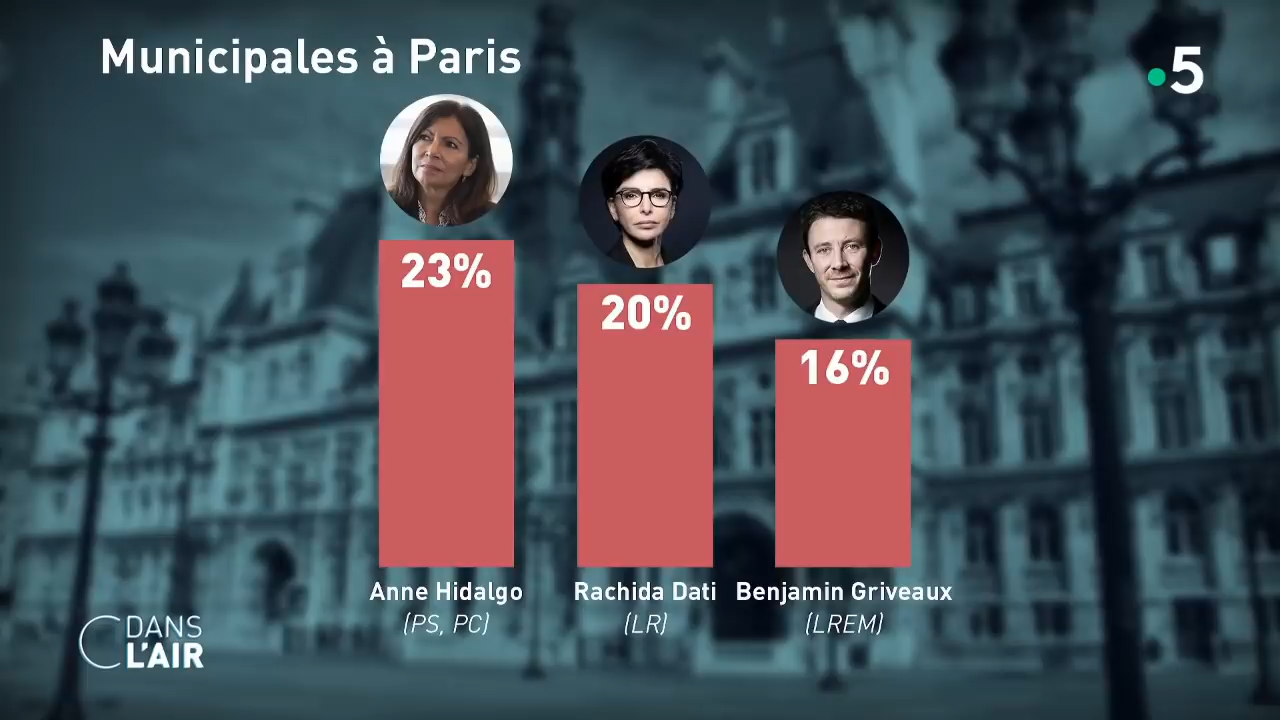 Municipales à Paris
5
23%
20%
16%
Anne Hidalgo
(PS, PC)
Rachida Dati
(LR)
Benjamin Griveaux
(LREM)
C DANS
L'AIR